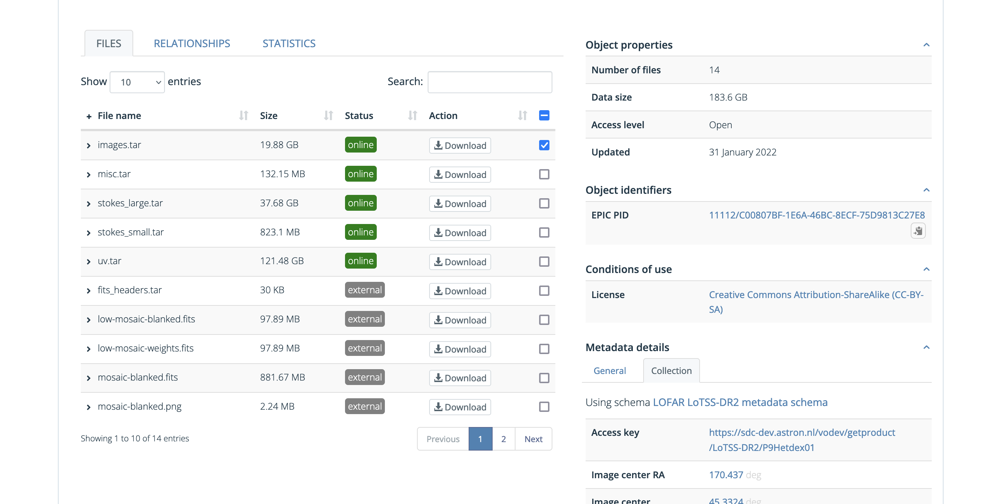 FILES RELATIONSHIPS STATISTICS
Show 10 entries Search:
+ File name Size Status Action
images.tar 19.88 GB online Download
misc.tar 132.15 MB online Download
stokes_large.tar 37.68 GB online Download
stokes_small.tar 823.1 MB online Download
uv.tar 121.48 GB online Download
fits_headers.tar 30 KB external Download
low-mosaic-blanked.fits 97.89 MB external Download
low-mosaic-weights.fits 97.89 MB external Download
mosaic-blanked.fits 881.67 MB external Download
mosaic-blanked.png 2.24 MB external Download
Showing 1 to 10 of 14 entries Previous 1 2 Next
Object properties
Number of files 14
Data size 183.6 GB
Access level Open
Updated 31 January 2022
Object identifiers
EPIC PID 11112/C00807BF-1E6A-46BC-8ECF-75D9813C27E8
Conditions of use
License Creative Commons Attribution-ShareAlike (CC-BY-
SA)
Metadata details
General Collection
Using schema LOFAR LoTSS-DR2 metadata schema
Access key https://sdc-dev.astron.nl/vodev/getproduct
/LoTSS-DR2/P9Hetdex01
Image center RA 170.437 deg
Image center 45.3324 deg